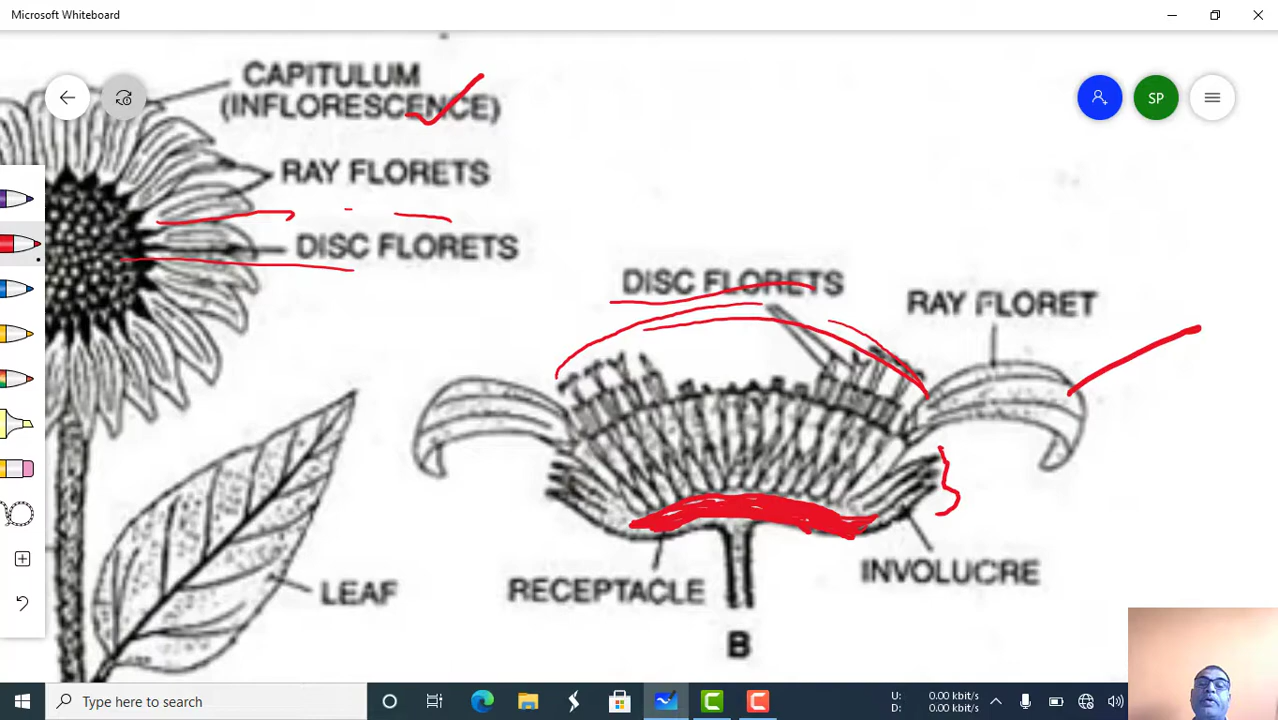 Microsoft Whiteboard
CAPITULUM
(INFLORESCENCE)
SP
RAY FLORETS
DISC FLORETS
DISC FLORETS
RAY FLORET
LEAF
RECEPTACLE
INVOLUCRE
B
Type here to search
U: 0.00 kbit/s
D: 0.00 kbit/s